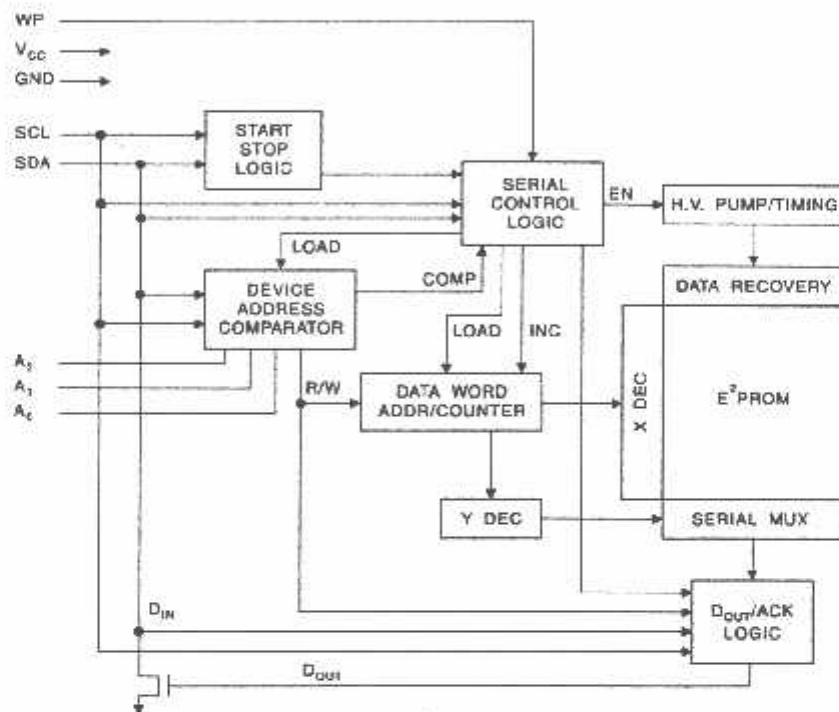 WP
VCC
GND
SCL
SDA
START
STOP
LOGIC
SERIAL
CONTROL
LOGIC
EN
H.V. PUMP/TIMING
LOAD
COMP
DEVICE
ADDRESS
COMPARATOR
LOAD
INC
DATA RECOVERY
A2
A1
A0
R/W
DATA WORD
ADDR/COUNTER
X DEC
E²PROM
Y DEC
SERIAL MUX
DIN
DOUT/ACK
LOGIC
DOUT